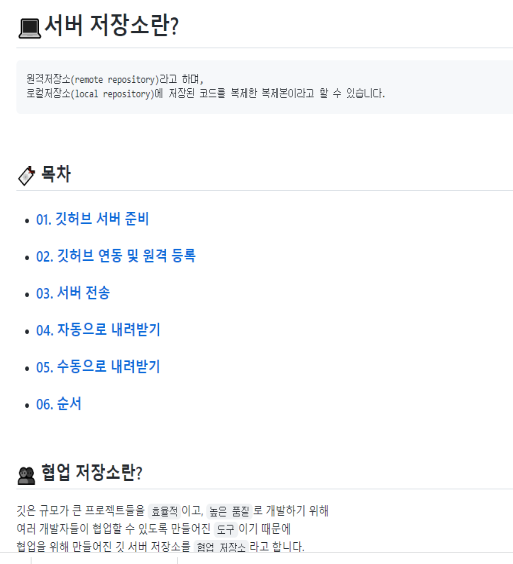 서버 저장소란?
원격저장소(remote repository)라고 하며,
로컬저장소(local repository)에 저장된 코드를 복제한 복제본이라고 할 수 있습니다.
목차
01. 깃허브 서버 준비
02. 깃허브 연동 및 원격 등록
03. 서버 전송
04. 자동으로 내려받기
05. 수동으로 내려받기
06. 순서
협업 저장소란?
깃은 규모가 큰 프로젝트들을 효율적 이고, 높은 품질 로 개발하기 위해
여러 개발자들이 협업할 수 있도록 만들어진 도구 이기 때문에
협업을 위해 만들어진 깃 서버 저장소를 협업 저장소 라고 합니다.